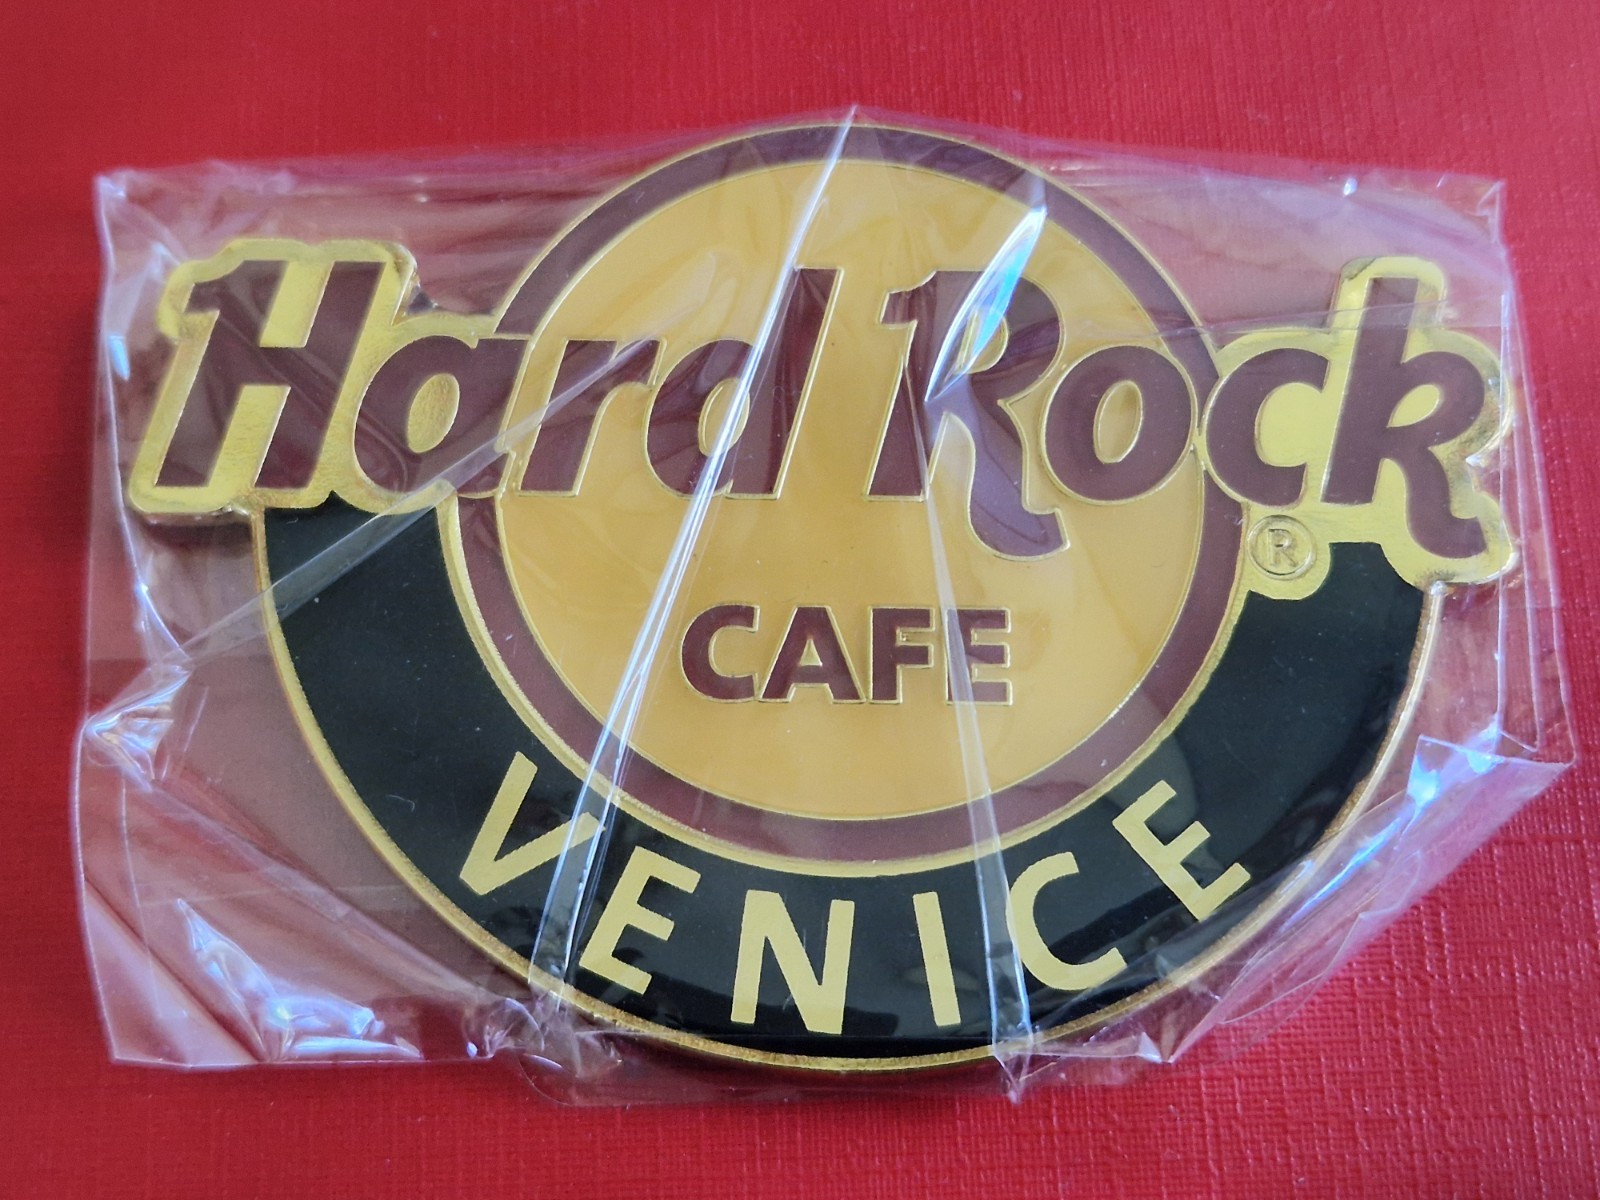 Hard Rock
®
CAFE
VENICE